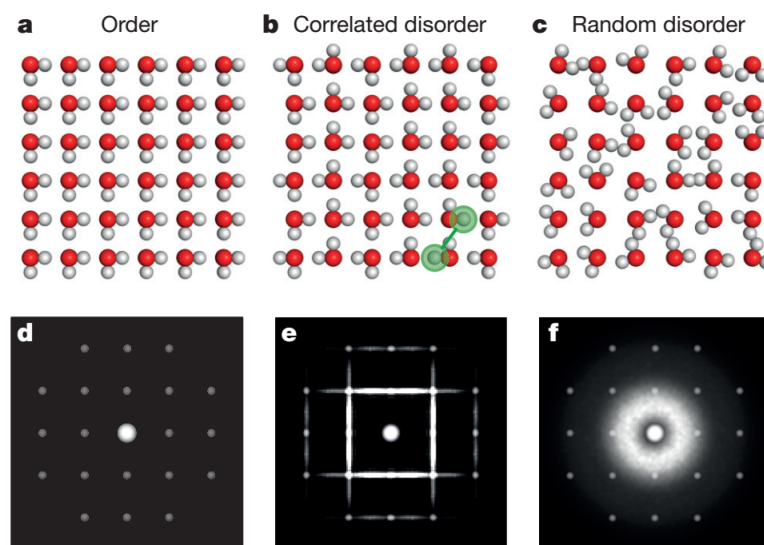 a Order
b Correlated disorder
c Random disorder
d
e
f